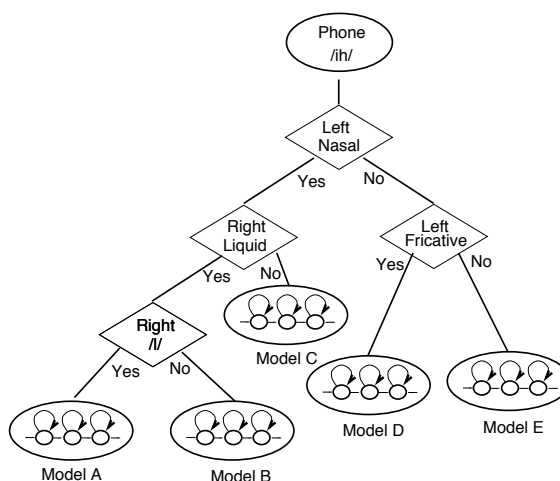 Phone
/ih/
Left
Nasal
Yes
No
Right
Liquid
Left
Fricative
Yes
No
Yes
No
Right
/l/
Model C
Yes
No
Model D
Model E
Model A
Model B